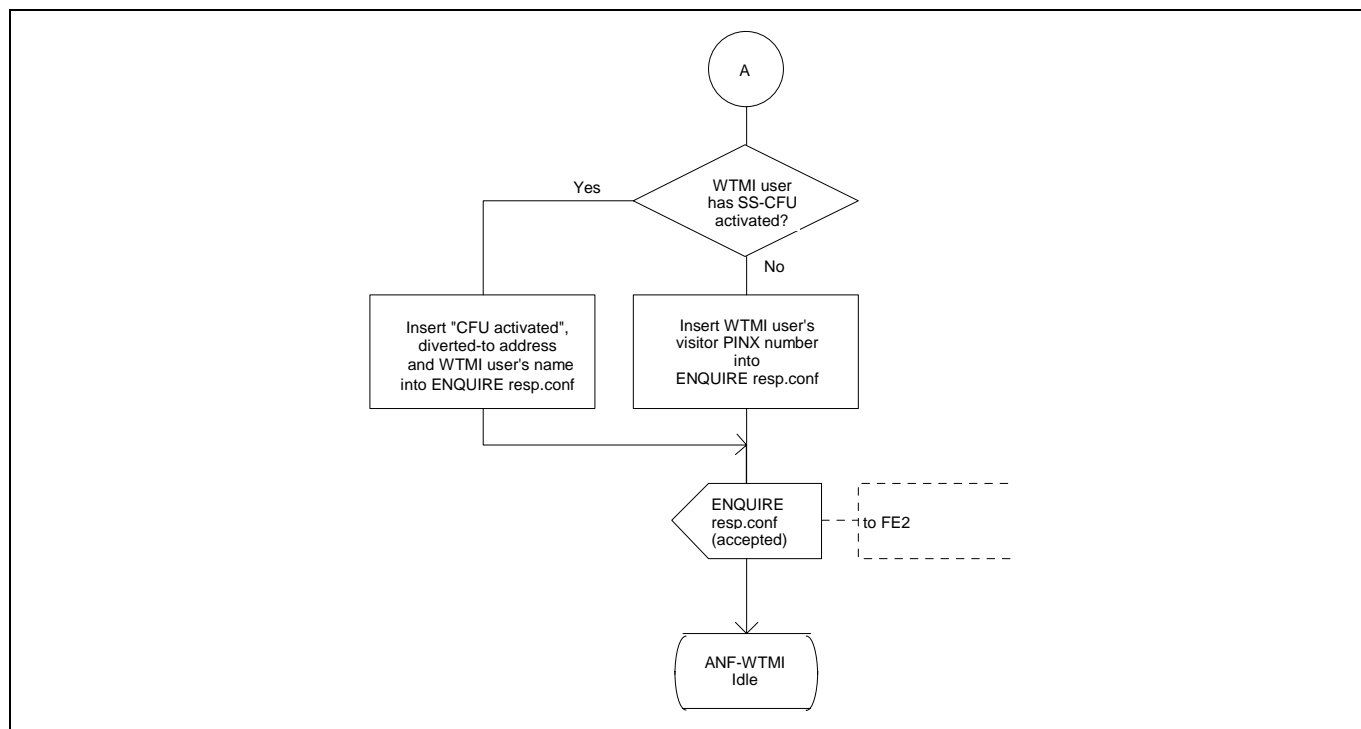 A
WTMI user
has SS-CFU
activated?
Yes
No
Insert "CFU activated",
diverted-to address
and WTMI user's name
into ENQUIRE resp.conf
Insert WTMI user's
visitor PINX number
into
ENQUIRE resp.conf
ENQUIRE
resp.conf
(accepted)
to FE2
ANF-WTMI
Idle